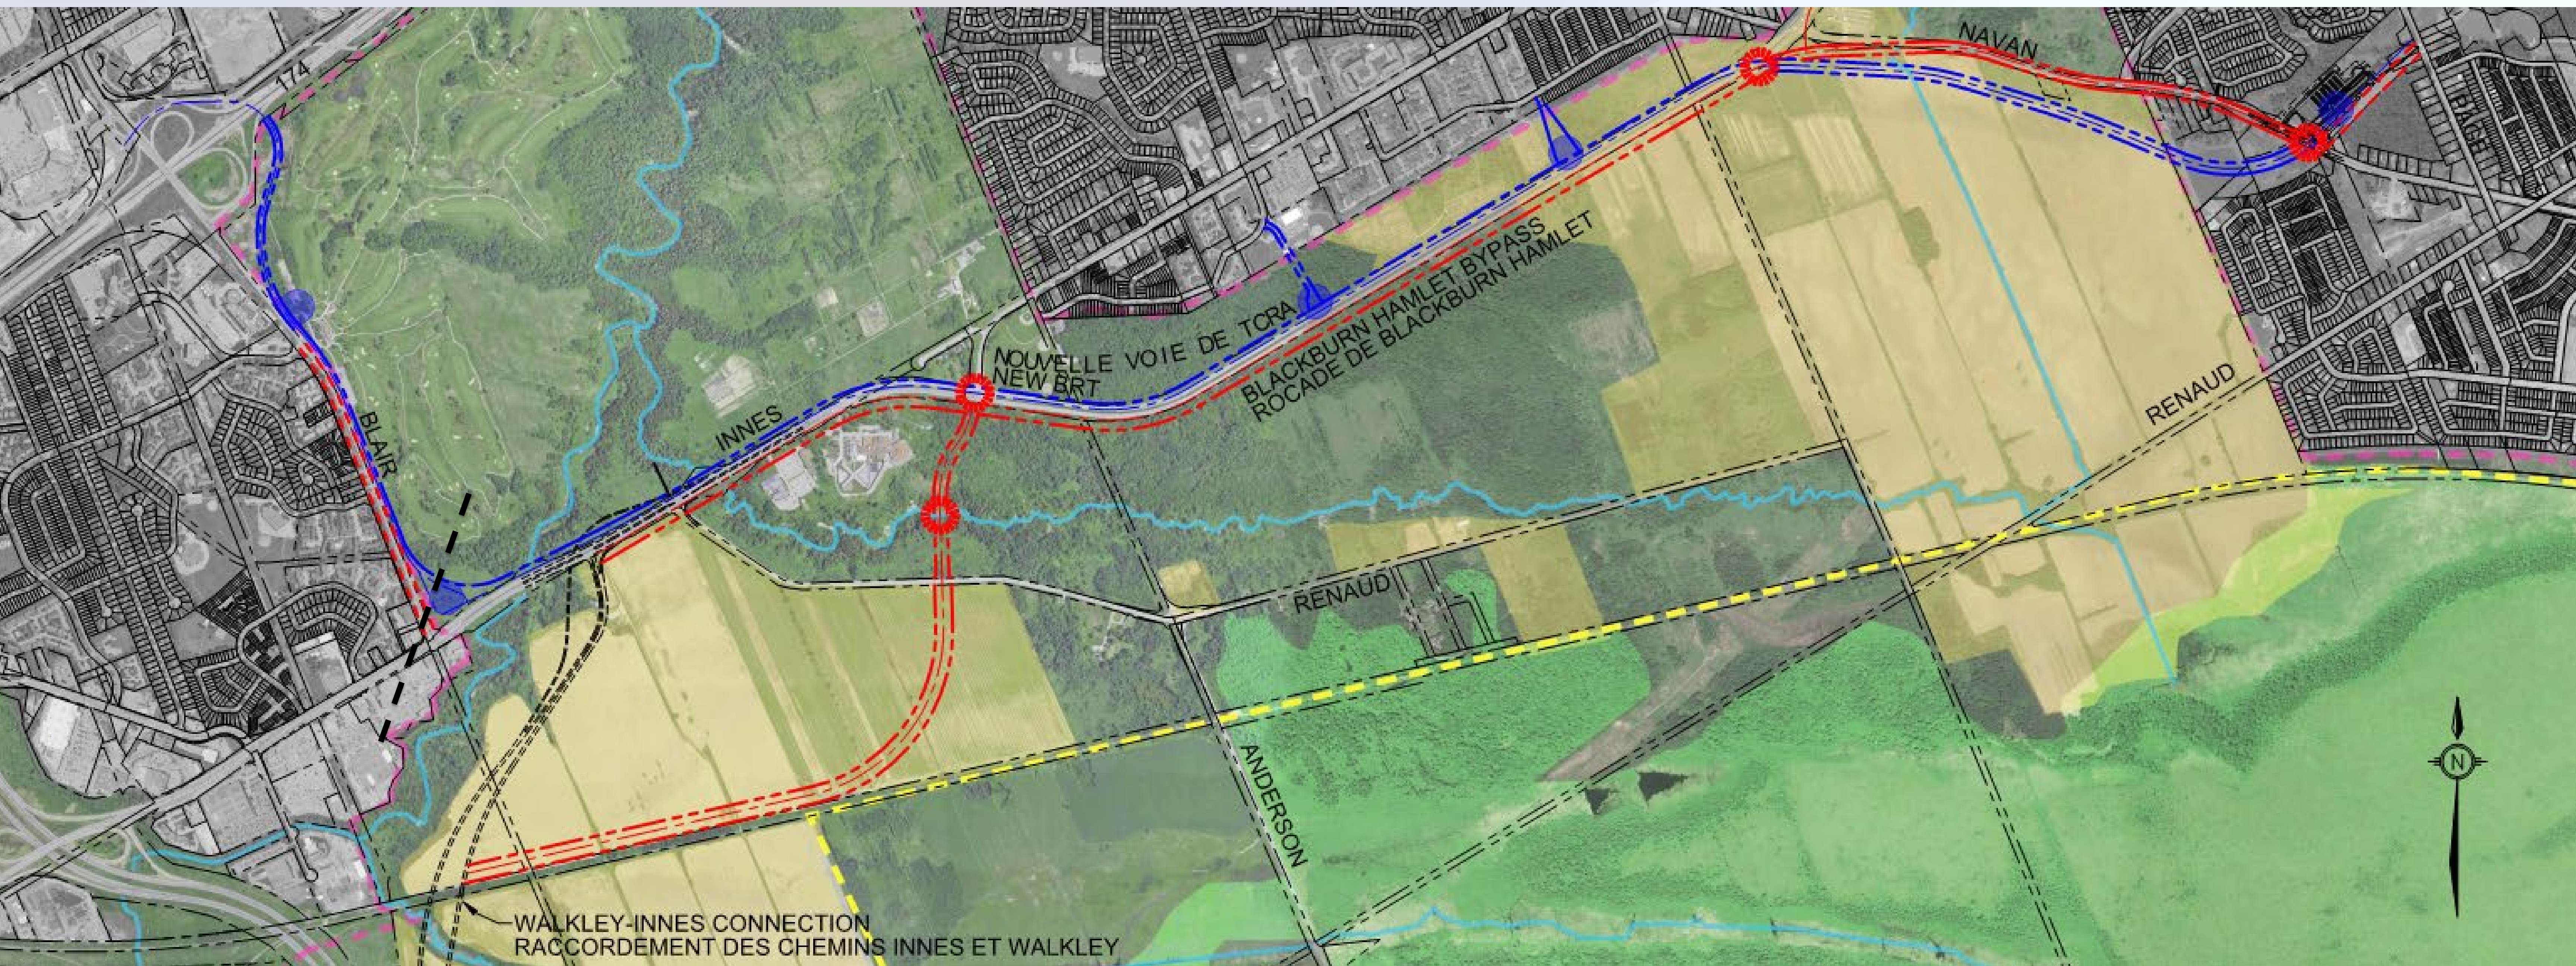 174
NAVAN
BLAIR
INNES
NOUVELLE VOIE DE TCRA
NEW BRT
BLACKBURN HAMLET BYPASS
ROCADE DE BLACKBURN HAMLET
RENAUD
RENAUD
ANDERSON
N
WALKLEY-INNES CONNECTION
RACCORDEMENT DES CHEMINS INNES ET WALKLEY